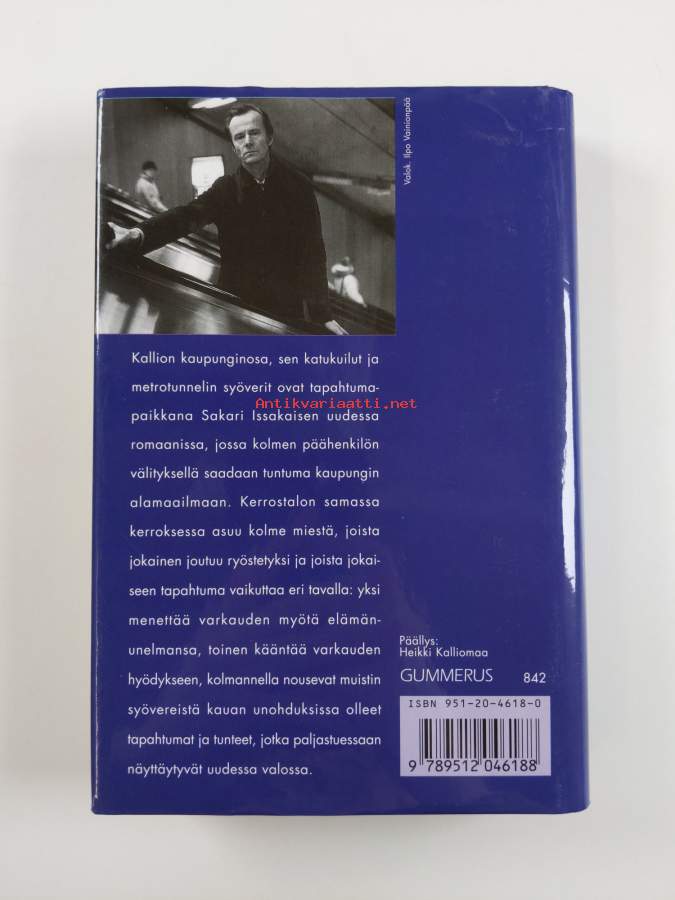 Valok. Ilpo Vainionpää
Kallion kaupunginosa, sen katukuilut ja
metrotunnelin syöverit ovat tapahtuma-
paikkana Sakari Issakaisen uudessa
romaanissa, jossa kolmen päähenkilön
välityksellä saadaan tuntuma kaupungin
alamaailmaan. Kerrostalon samassa
kerroksessa asuu kolme miestä, joista
jokainen joutuu ryöstetyksi ja joista jokai-
seen tapahtuma vaikuttaa eri tavalla: yksi
menettää varkauden myötä elämän-
unelmansa, toinen kääntää varkauden
hyödykseen, kolmannella nousevat muistin
syövereistä kauan unohduksissa olleet
tapahtumat ja tunteet, jotka paljastuessaan
näyttäytyvät uudessa valossa.
Antikvariaatti.net
Päällys:
Heikki Kalliomaa
GUMMERUS 842
ISBN 951-20-4618-0
9 789512 046188